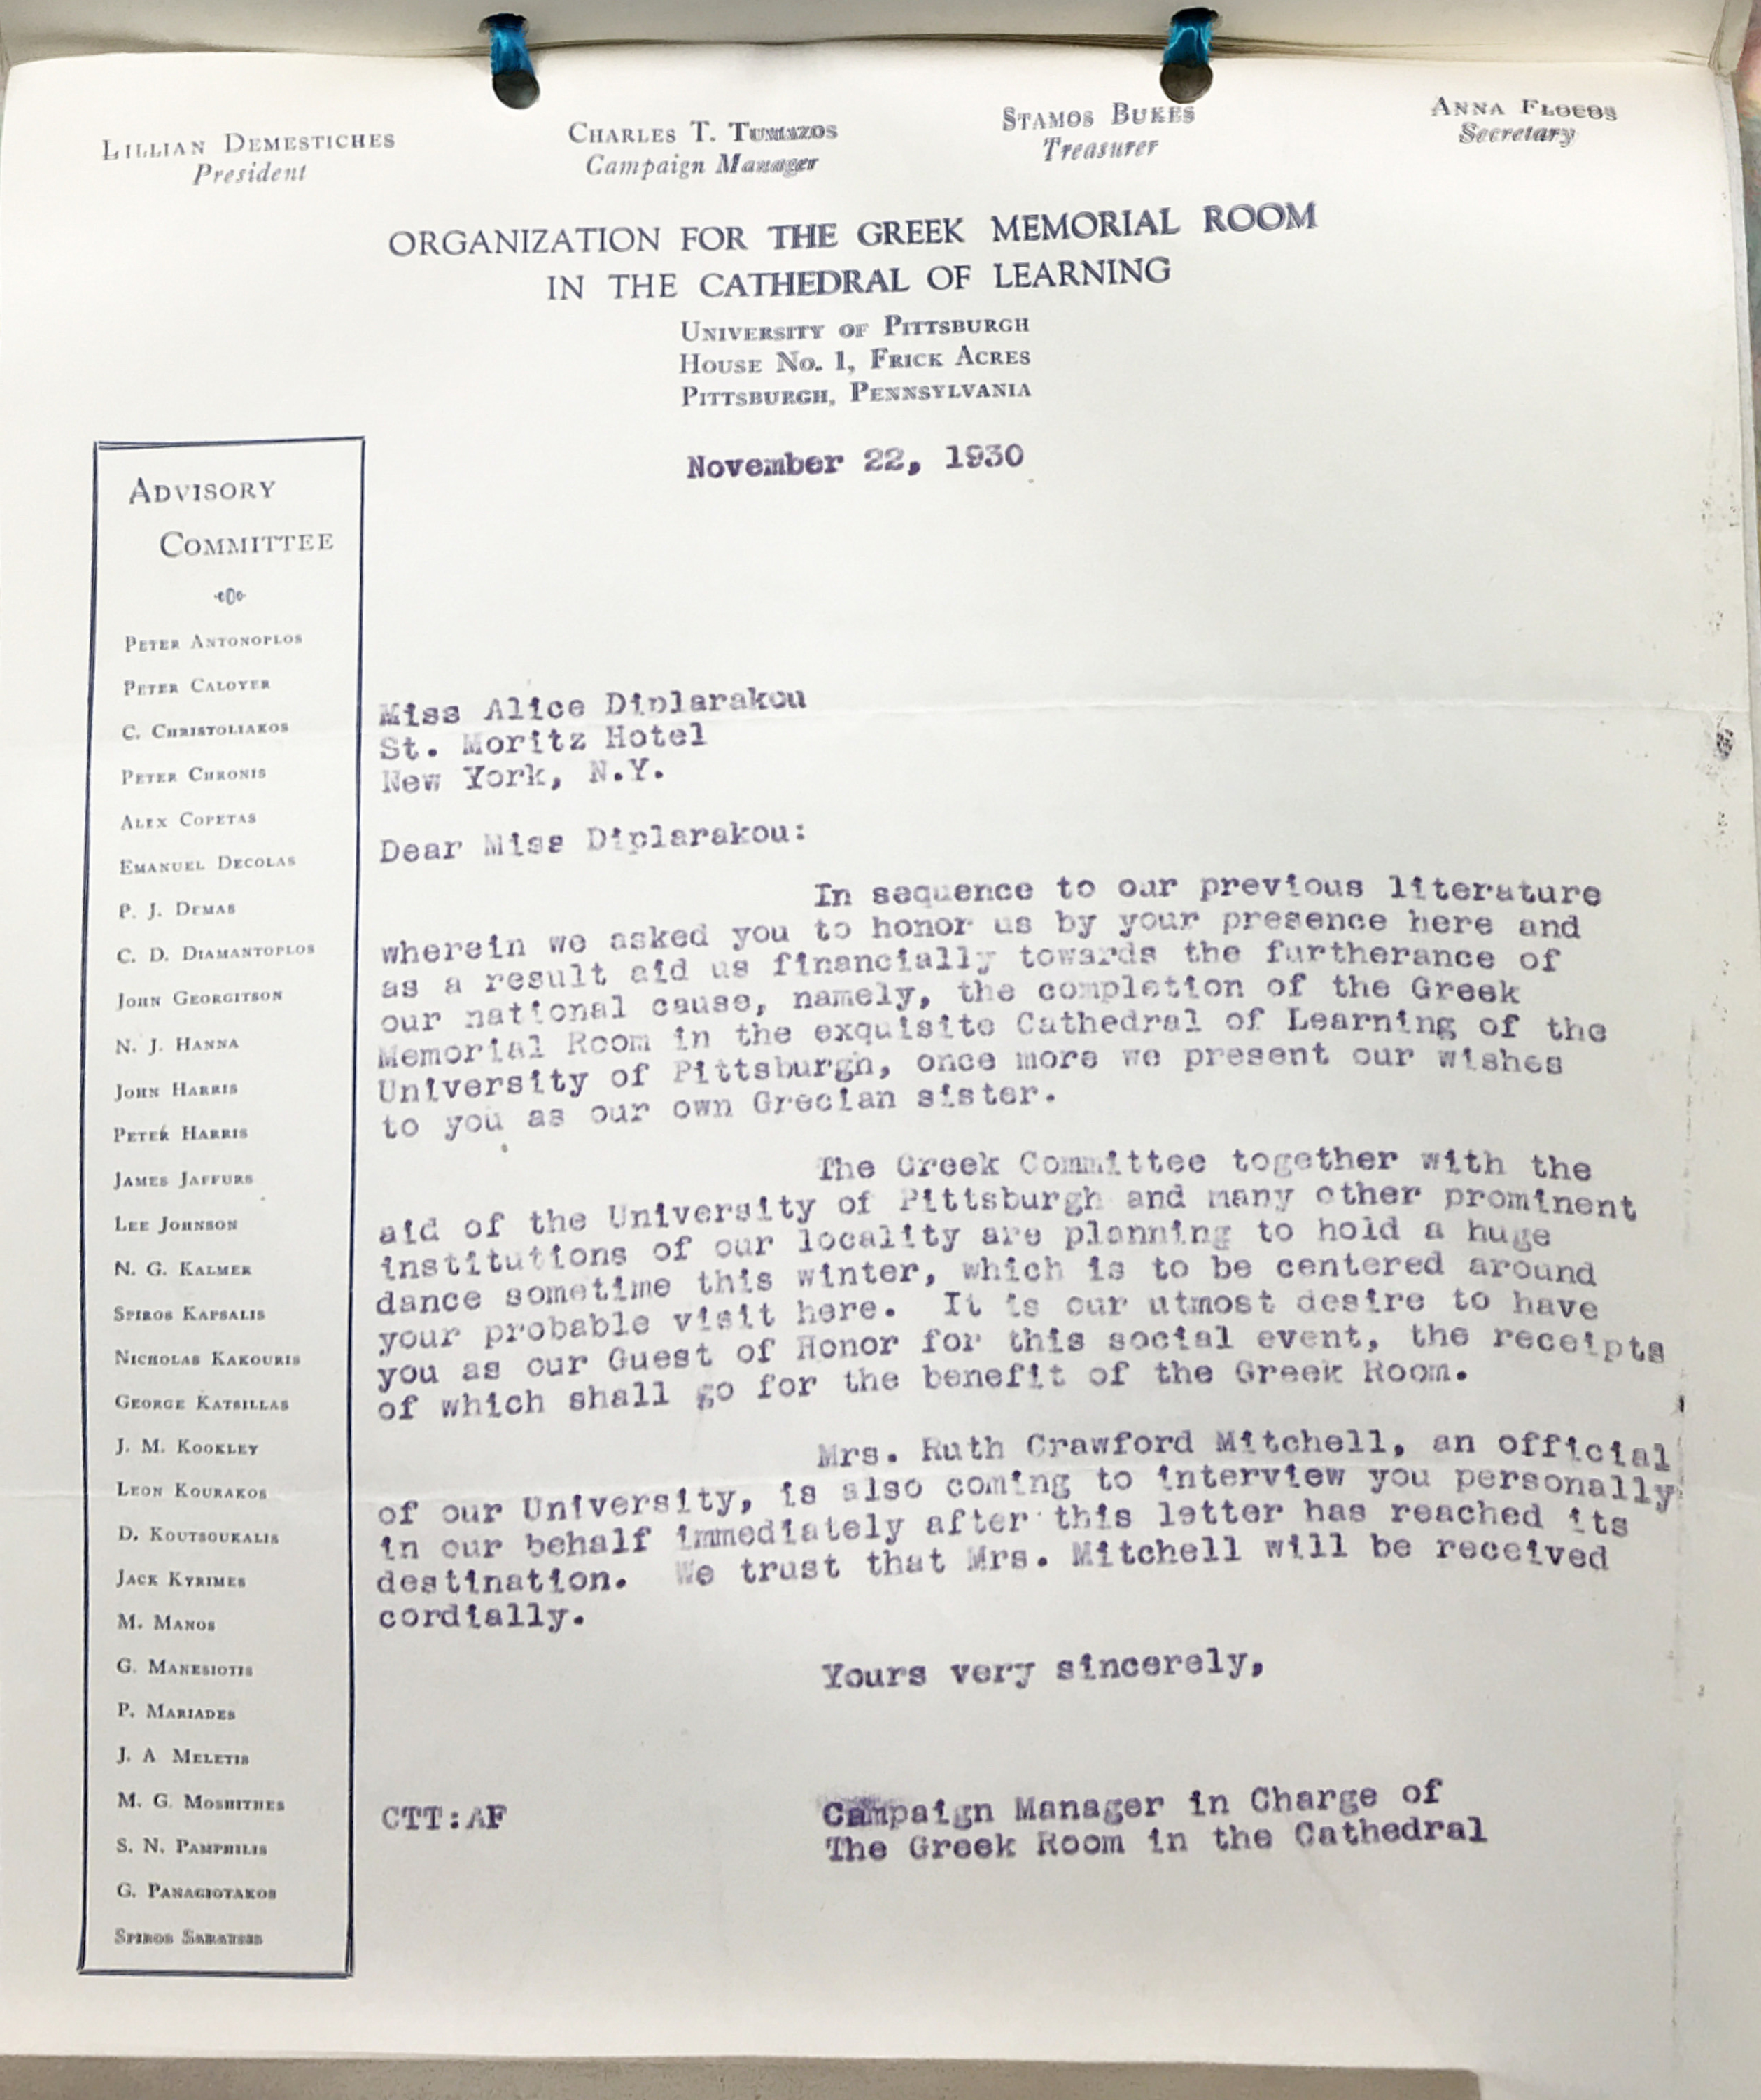 LILLIAN DEMESTICHES
President
CHARLES T. TUMAZOS
Campaign Manager
STAMOS BUKES
Treasurer
ANNA FLOCOS
Secretary
ORGANIZATION FOR THE GREEK MEMORIAL ROOM
IN THE CATHEDRAL OF LEARNING
UNIVERSITY OF PITTSBURGH
HOUSE NO. 1, FRICK ACRES
PITTSBURGH, PENNSYLVANIA
November 22, 1930
ADVISORY
COMMITTEE
PETER ANTONOPLOS
PETER CALOYER
C. CHRISTOLIAKOS
PETER CHRONIS
ALEX COPETAS
EMANUEL DECOLAS
P. J. DEMAS
C. D. DIAMANTOPLOS
JOHN GEORGITSON
N. J. HANNA
JOHN HARRIS
PETER HARRIS
JAMES JAFFURS
LEE JOHNSON
N. G. KALMER
SPIROS KAPSALIS
NICHOLAS KAKOURIS
GEORGE KATSILLAS
J. M. KOOKLEY
LEON KOURAKOS
D. KOUTSOUKALIS
JACK KYRIMES
M. MANOS
G. MANESIOTIS
P. MARIADES
J. A MELETIS
M. G. MOSHITHES
S. N. PAMPHILIS
G. PANAGIOTAKOS
SPIROS
Miss Alice Diplarakou
St. Moritz Hotel
New York, N.Y.
Dear Miss Diplarakou:
In sequence to our previous literature
wherein we asked you to honor us by your presence here and
as a result aid us financially towards the furtherance of
our national cause, namely, the completion of the Greek
Memorial Room in the exquisite Cathedral of Learning of the
University of Pittsburgh, once more we present our wishes
to you as our own Grecian sister.
The Greek Committee together with the
aid of the University of Pittsburgh and many other prominent
institutions of our locality are planning to hold a huge
dance sometime this winter, which is to be centered around
your probable visit here. It is our utmost desire to have
you as our Guest of Honor for this social event, the receipts
of which shall go for the benefit of the Greek Room.
Mrs. Ruth Crawford Mitchell, an official
of our University, is also coming to interview you personally
in our behalf immediately after this letter has reached its
destination. We trust that Mrs. Mitchell will be received
cordially.
Yours very sincerely,
CTT:AF
Campaign Manager in Charge of
The Greek Room in the Cathedral